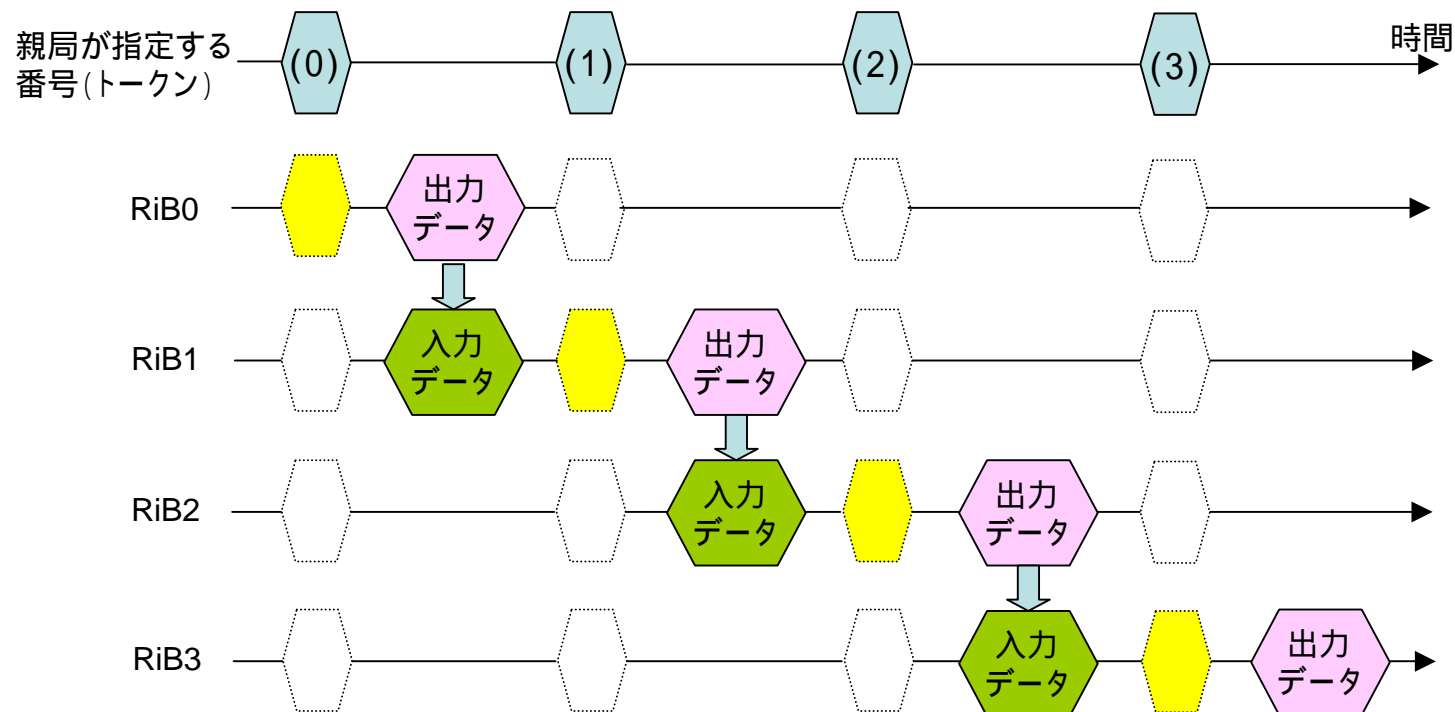 親局が指定する
番号(トークン)
(0)
(1)
(2)
(3)
時間
RiB0
出力
データ
RiB1
入力
データ
出力
データ
RiB2
入力
データ
出力
データ
RiB3
入力
データ
出力
データ